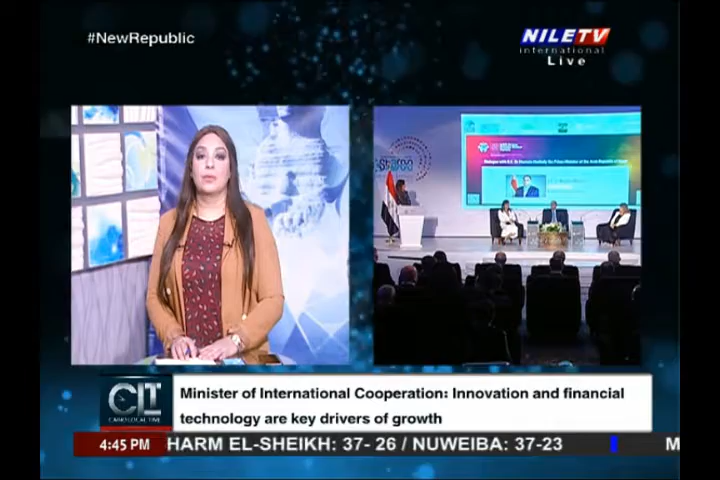 #NewRepublic
NILETV
international
Live
Minister of International Cooperation: Innovation and financial
technology are key drivers of growth
CIT
CAIRO LOCAL TIME
4:45 PM
HARM EL-SHEIKH: 37- 26 / NUWEIBA: 37-23
M